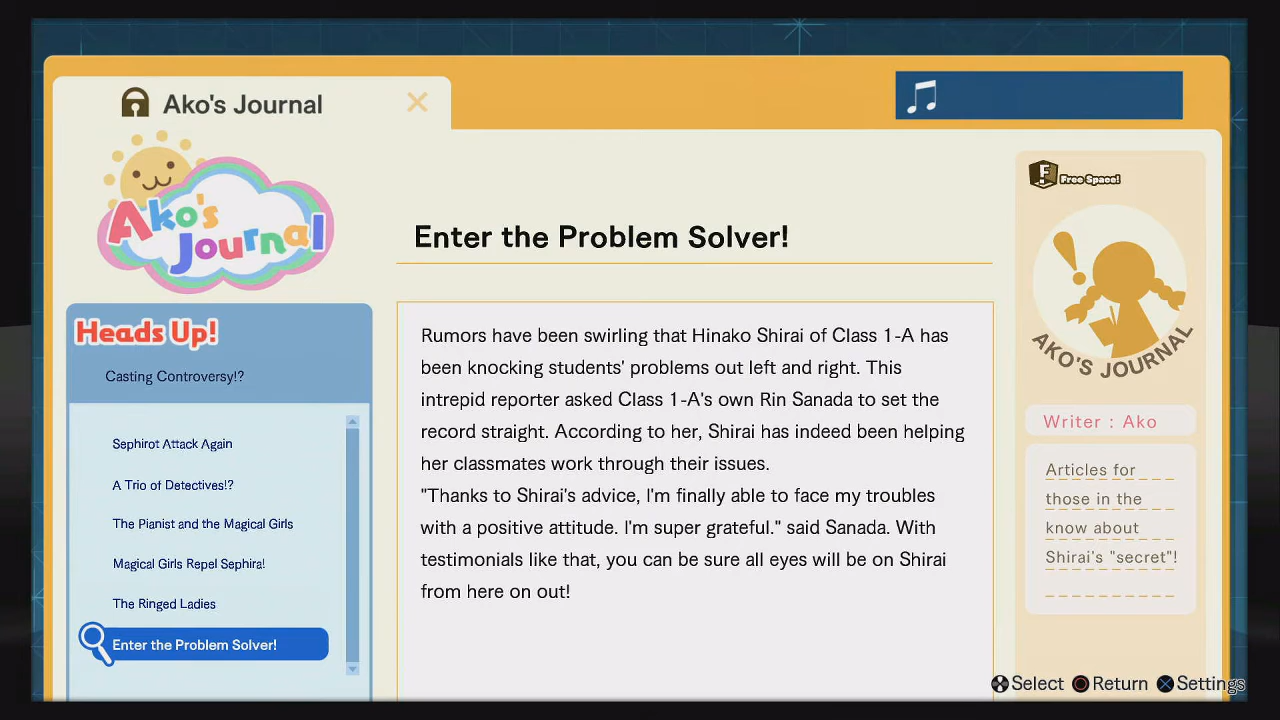 Ako's Journal
Ako's
Journal
Heads Up!
Casting Controversy!?
Sephirot Attack Again
A Trio of Detectives!?
The Pianist and the Magical Girls
Magical Girls Repel Sephira!
The Ringed Ladies
Enter the Problem Solver!
Enter the Problem Solver!
Rumors have been swirling that Hinako Shirai of Class 1-A has
been knocking students' problems out left and right. This
intrepid reporter asked Class 1-A's own Rin Sanada to set the
record straight. According to her, Shirai has indeed been helping
her classmates work through their issues.
"Thanks to Shirai's advice, I'm finally able to face my troubles
with a positive attitude. I'm super grateful." said Sanada. With
testimonials like that, you can be sure all eyes will be on Shirai
from here on out!
F
Free Space!
AKO'S JOURNAL
Writer : Ako
Articles for
those in the
know about
Shirai's "secret"!
Select Return Settings